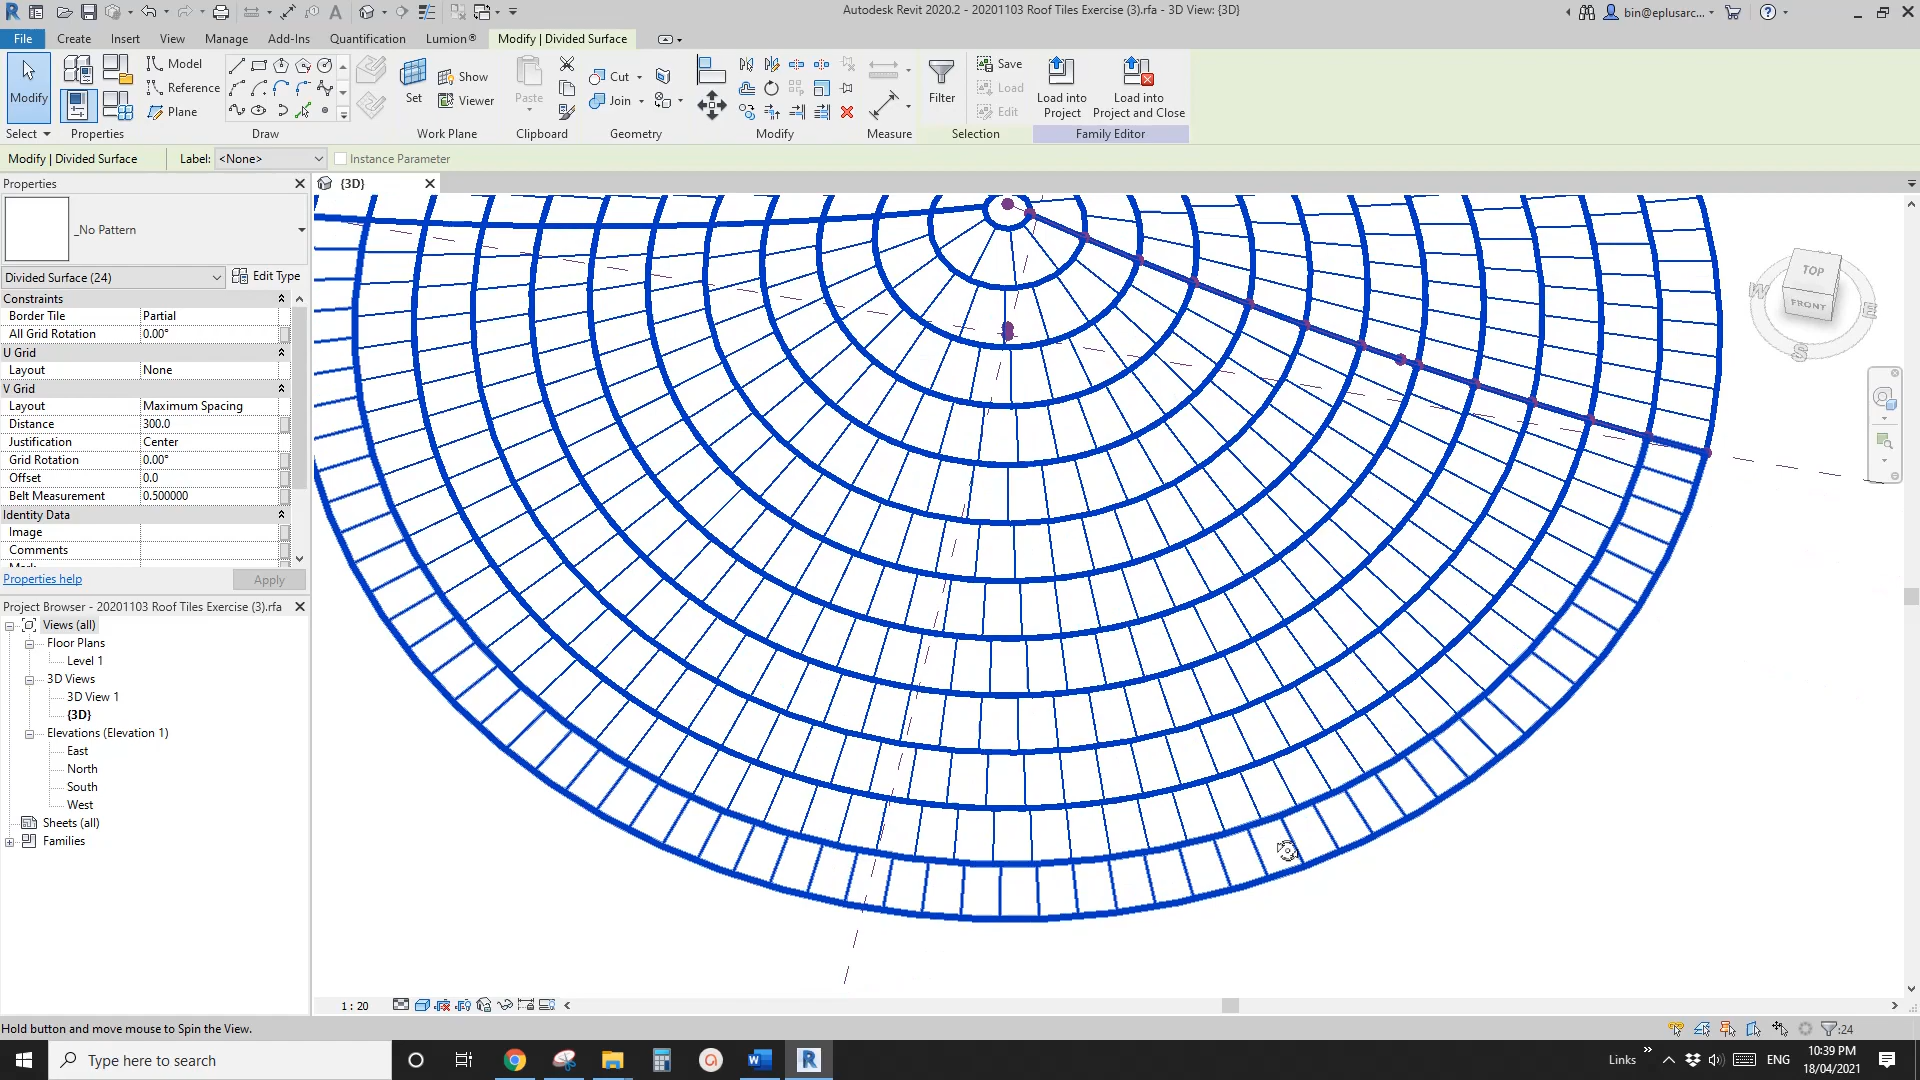 Autodesk Revit 2020.2 - 20201103 Roof Tiles Exercise (3).rfa - 3D View: {3D}
bin@eplusarc...
File Create Insert View Manage Add-Ins Quantification Lumion® Modify | Divided Surface
Modify
Model
Reference
Plane
Set
Show
Viewer
Paste
Cut
Join
Filter
Save
Load
Edit
Load into
Project
Load into
Project and Close
Select Properties Draw Work Plane Clipboard Geometry Modify Measure Selection Family Editor
Modify | Divided Surface Label: <None> Instance Parameter
Properties
{3D}
_No Pattern
Divided Surface (24) Edit Type
Constraints
Border Tile Partial
All Grid Rotation 0.00°
U Grid
Layout None
V Grid
Layout Maximum Spacing
Distance 300.0
Justification Center
Grid Rotation 0.00°
Offset 0.0
Belt Measurement 0.500000
Identity Data
Image
Comments
Properties help Apply
Project Browser - 20201103 Roof Tiles Exercise (3).rfa
Views (all)
Floor Plans
Level 1
3D Views
3D View 1
{3D}
Elevations (Elevation 1)
East
North
South
West
Sheets (all)
Families
TOP
FRONT
W
E
S
1 : 20
Hold button and move mouse to Spin the View.
:24
Type here to search
Links
ENG
10:39 PM
18/04/2021